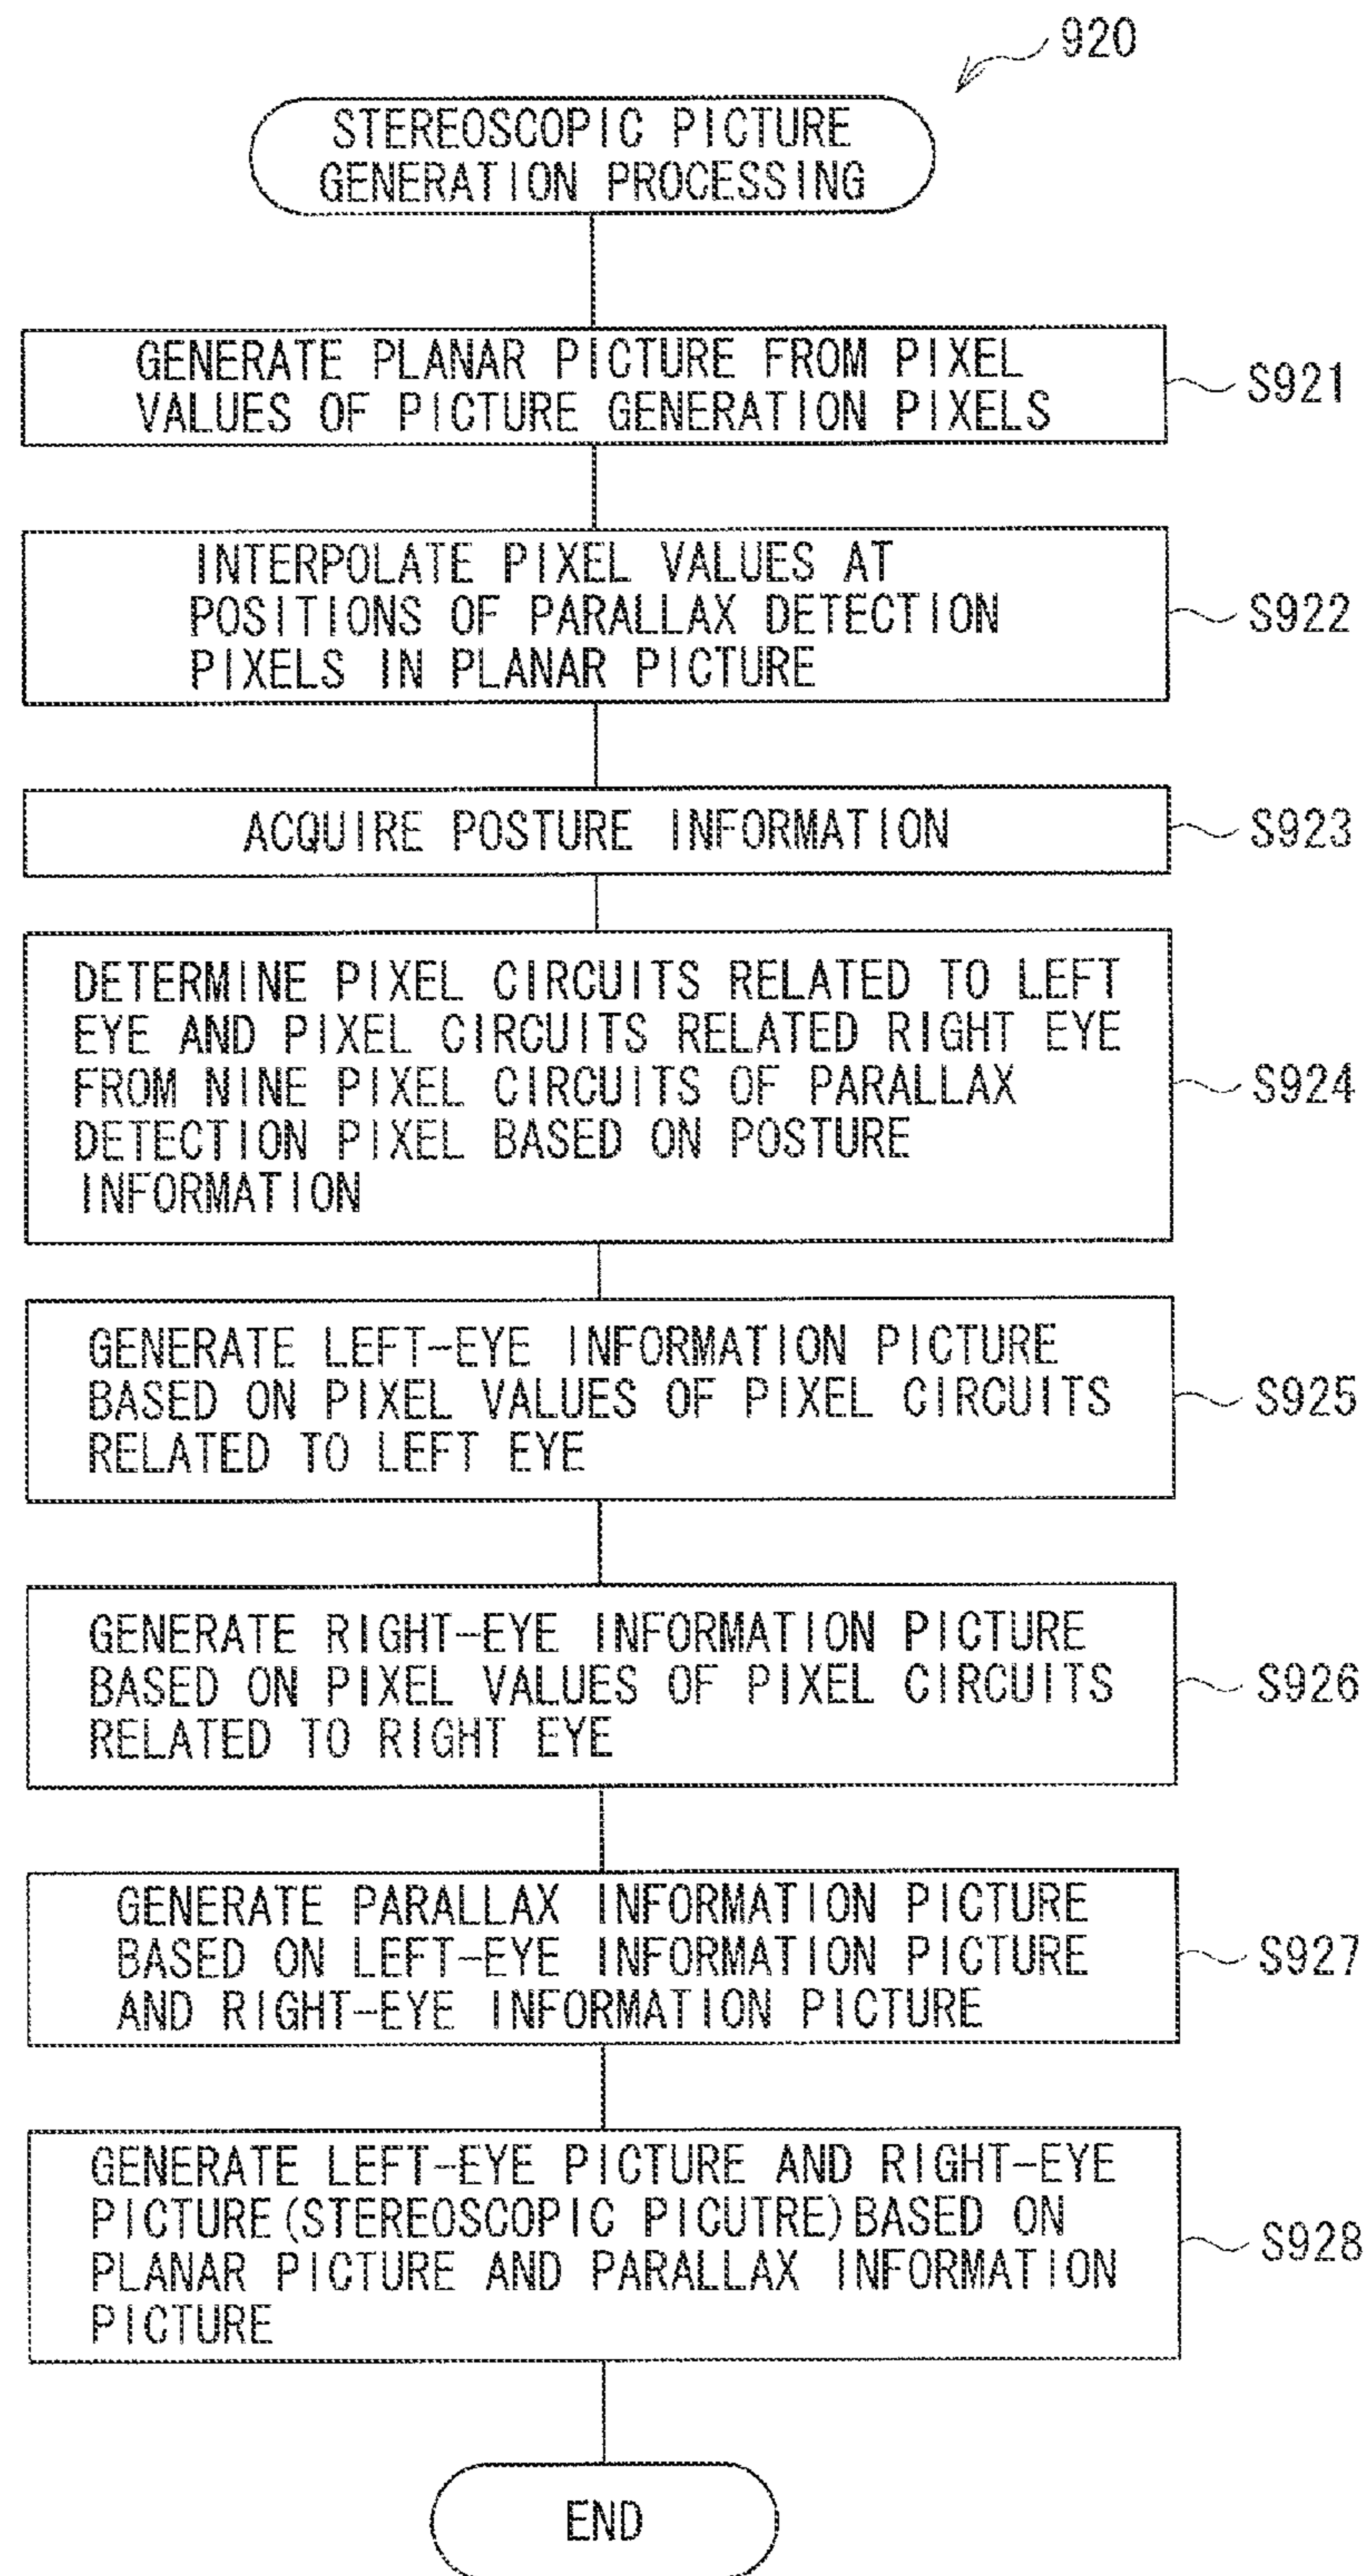 920
STEREOSCOPIC PICTURE
GENERATION PROCESSING
GENERATE PLANAR PICTURE FROM PIXEL
VALUES OF PICTURE GENERATION PIXELS
S921
INTERPOLATE PIXEL VALUES AT
POSITIONS OF PARALLAX DETECTION
PIXELS IN PLANAR PICTURE
S922
ACQUIRE POSTURE INFORMATION
S923
DETERMINE PIXEL CIRCUITS RELATED TO LEFT
EYE AND PIXEL CIRCUITS RELATED RIGHT EYE
FROM NINE PIXEL CIRCUITS OF PARALLAX
DETECTION PIXEL BASED ON POSTURE
INFORMATION
S924
GENERATE LEFT-EYE INFORMATION PICTURE
BASED ON PIXEL VALUES OF PIXEL CIRCUITS
RELATED TO LEFT EYE
S925
GENERATE RIGHT-EYE INFORMATION PICTURE
BASED ON PIXEL VALUES OF PIXEL CIRCUITS
RELATED TO RIGHT EYE
S926
GENERATE PARALLAX INFORMATION PICTURE
BASED ON LEFT-EYE INFORMATION PICTURE
AND RIGHT-EYE INFORMATION PICTURE
S927
GENERATE LEFT-EYE PICTURE AND RIGHT-EYE
PICTURE(STEREOSCOPIC PICUTRE)BASED ON
PLANAR PICTURE AND PARALLAX INFORMATION
PICTURE
S928
END